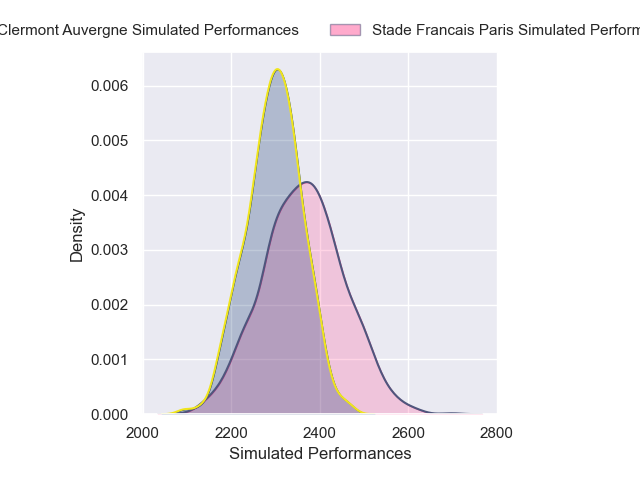 Clermont Auvergne Simulated Performances
Stade Francais Paris Simulated
0.006
0.005
0.004
0.003
0.002
0.001
0.000
Density
2000 2200 2400 2600 2800
Simulated Performances